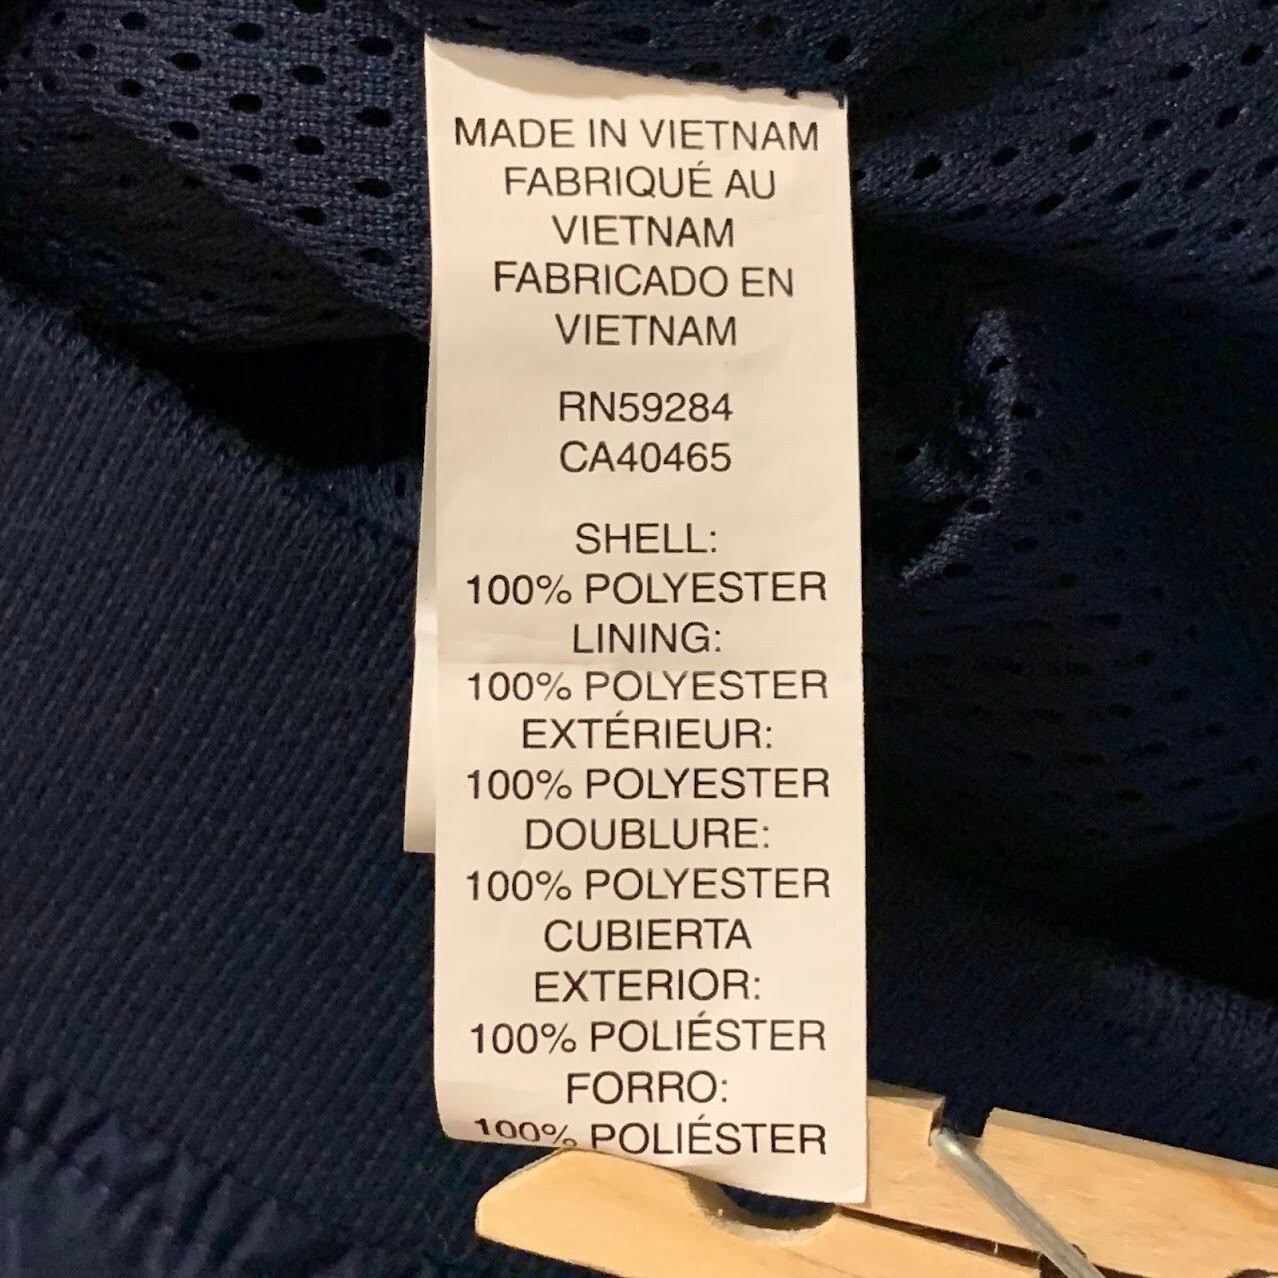 MADE IN VIETNAM
FABRIQUÉ AU
VIETNAM
FABRICADO EN
VIETNAM
RN59284
CA40465
SHELL:
100% POLYESTER
LINING:
100% POLYESTER
EXTÉRIEUR:
100% POLYESTER
DOUBLURE:
100% POLYESTER
CUBIERTA
EXTERIOR:
100% POLIÉSTER
FORRO:
100% POLIÉSTER